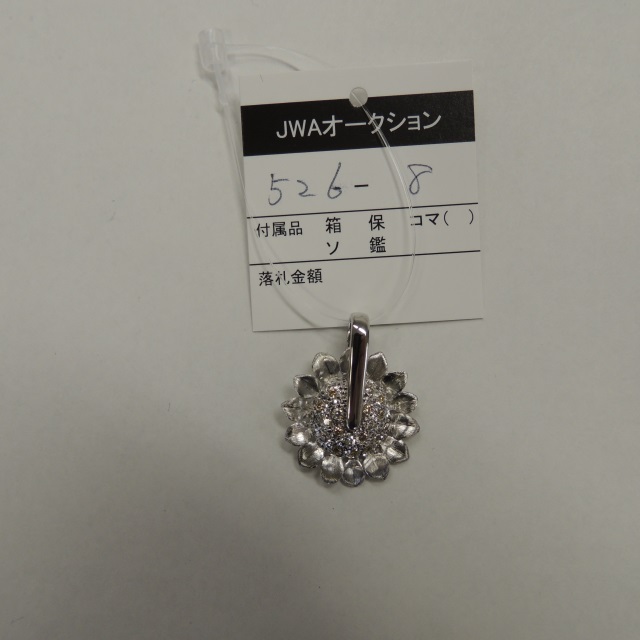 JWAオークション
526-8
付属品 箱 保 コマ( )
ソ 鑑
落札金額